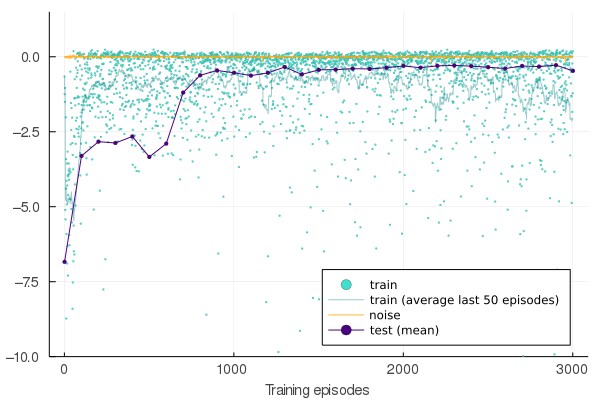 0.0
−2.5
−5.0
−7.5
−10.0
0
1000
2000
3000
Training episodes
train
train (average last 50 episodes)
noise
test (mean)